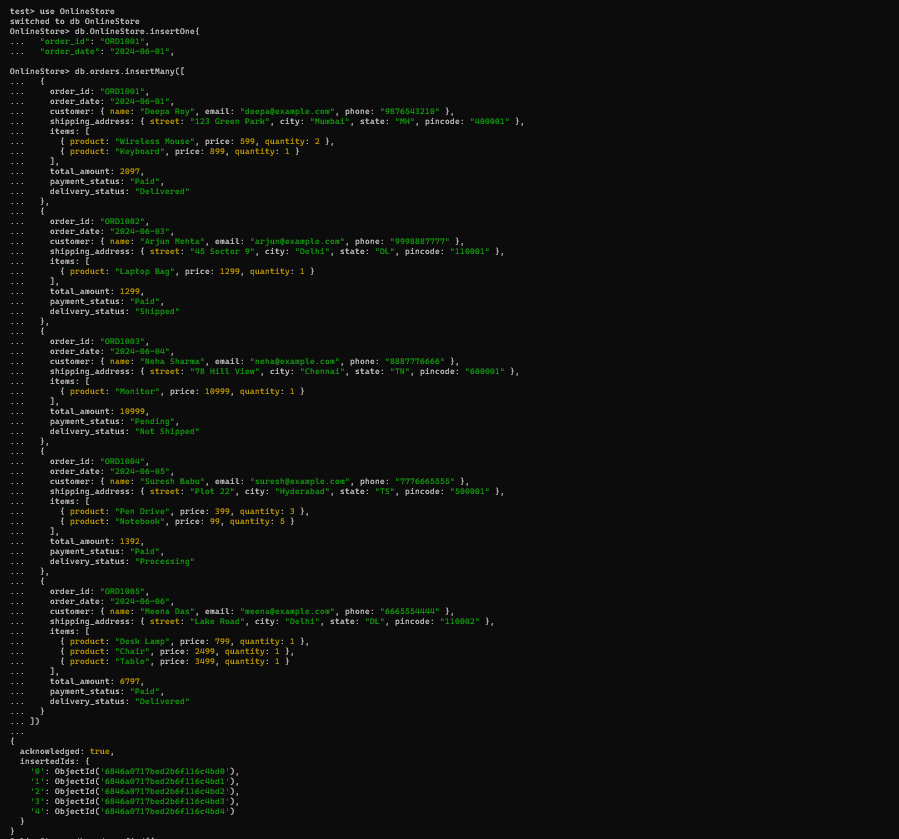 test> use OnlineStore
switched to db OnlineStore
OnlineStore> db.OnlineStore.insertOne{
...   "order_id": "ORD1001",
...   "order_date": "2024-06-01",

OnlineStore> db.orders.insertMany([
...   {
...     order_id: "ORD1001",
...     order_date: "2024-06-01",
...     customer: { name: "Deepa Roy", email: "deepa@example.com", phone: "9876543210" },
...     shipping_address: { street: "123 Green Park", city: "Mumbai", state: "MH", pincode: "400001" },
...     items: [
...       { product: "Wireless Mouse", price: 599, quantity: 2 },
...       { product: "Keyboard", price: 899, quantity: 1 }
...     ],
...     total_amount: 2097,
...     payment_status: "Paid",
...     delivery_status: "Delivered"
...   },
...   {
...     order_id: "ORD1002",
...     order_date: "2024-06-03",
...     customer: { name: "Arjun Mehta", email: "arjun@example.com", phone: "9998887777" },
...     shipping_address: { street: "45 Sector 9", city: "Delhi", state: "DL", pincode: "110001" },
...     items: [
...       { product: "Laptop Bag", price: 1299, quantity: 1 }
...     ],
...     total_amount: 1299,
...     payment_status: "Paid",
...     delivery_status: "Shipped"
...   },
...   {
...     order_id: "ORD1003",
...     order_date: "2024-06-04",
...     customer: { name: "Neha Sharma", email: "neha@example.com", phone: "8887776666" },
...     shipping_address: { street: "78 Hill View", city: "Chennai", state: "TN", pincode: "600001" },
...     items: [
...       { product: "Monitor", price: 10999, quantity: 1 }
...     ],
...     total_amount: 10999,
...     payment_status: "Pending",
...     delivery_status: "Not Shipped"
...   },
...   {
...     order_id: "ORD1004",
...     order_date: "2024-06-05",
...     customer: { name: "Suresh Babu", email: "suresh@example.com", phone: "7776665555" },
...     shipping_address: { street: "Plot 22", city: "Hyderabad", state: "TS", pincode: "500001" },
...     items: [
...       { product: "Pen Drive", price: 399, quantity: 3 },
...       { product: "Notebook", price: 99, quantity: 5 }
...     ],
...     total_amount: 1392,
...     payment_status: "Paid",
...     delivery_status: "Processing"
...   },
...   {
...     order_id: "ORD1005",
...     order_date: "2024-06-06",
...     customer: { name: "Meena Das", email: "meena@example.com", phone: "6665554444" },
...     shipping_address: { street: "Lake Road", city: "Delhi", state: "DL", pincode: "110002" },
...     items: [
...       { product: "Desk Lamp", price: 799, quantity: 1 },
...       { product: "Chair", price: 2499, quantity: 1 },
...       { product: "Table", price: 3499, quantity: 1 }
...     ],
...     total_amount: 6797,
...     payment_status: "Paid",
...     delivery_status: "Delivered"
...   }
... ])
...
{
  acknowledged: true,
  insertedIds: {
    '0': ObjectId('6846a0717bed2b6f116c4bd0'),
    '1': ObjectId('6846a0717bed2b6f116c4bd1'),
    '2': ObjectId('6846a0717bed2b6f116c4bd2'),
    '3': ObjectId('6846a0717bed2b6f116c4bd3'),
    '4': ObjectId('6846a0717bed2b6f116c4bd4')
  }
}